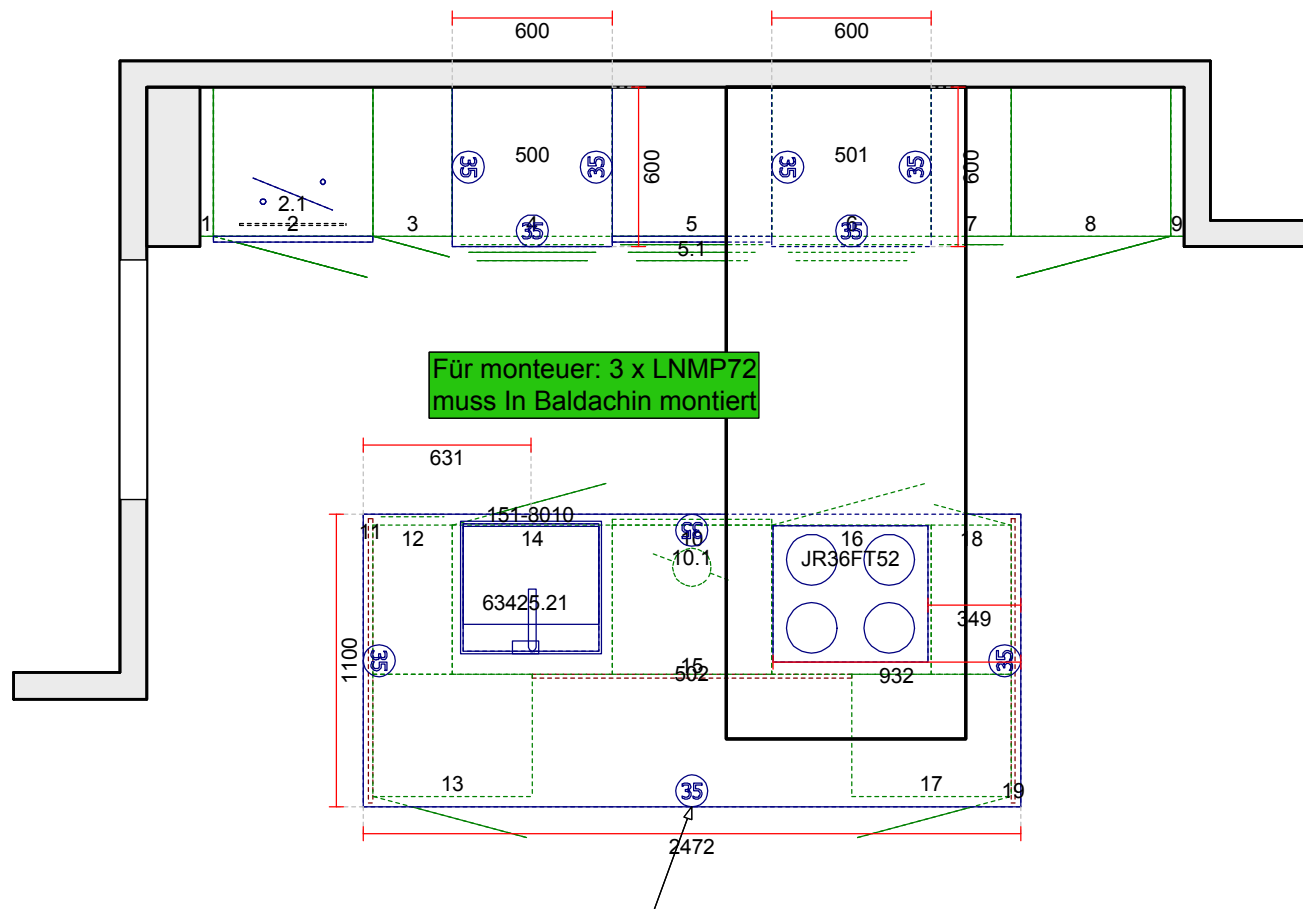 600 600
500 501
35 35 600 35 35 600
2.1
1 2 3 4 5 6 7 8 9
35 35
5.1
Für monteuer: 3 x LNMP72
muss In Baldachin montiert
631
151-8010
11 12 14 10 16 18
35
10.1 JR36FT52
63425.21
349
1100 35 15 35
502 932
13 17 19
35
2472